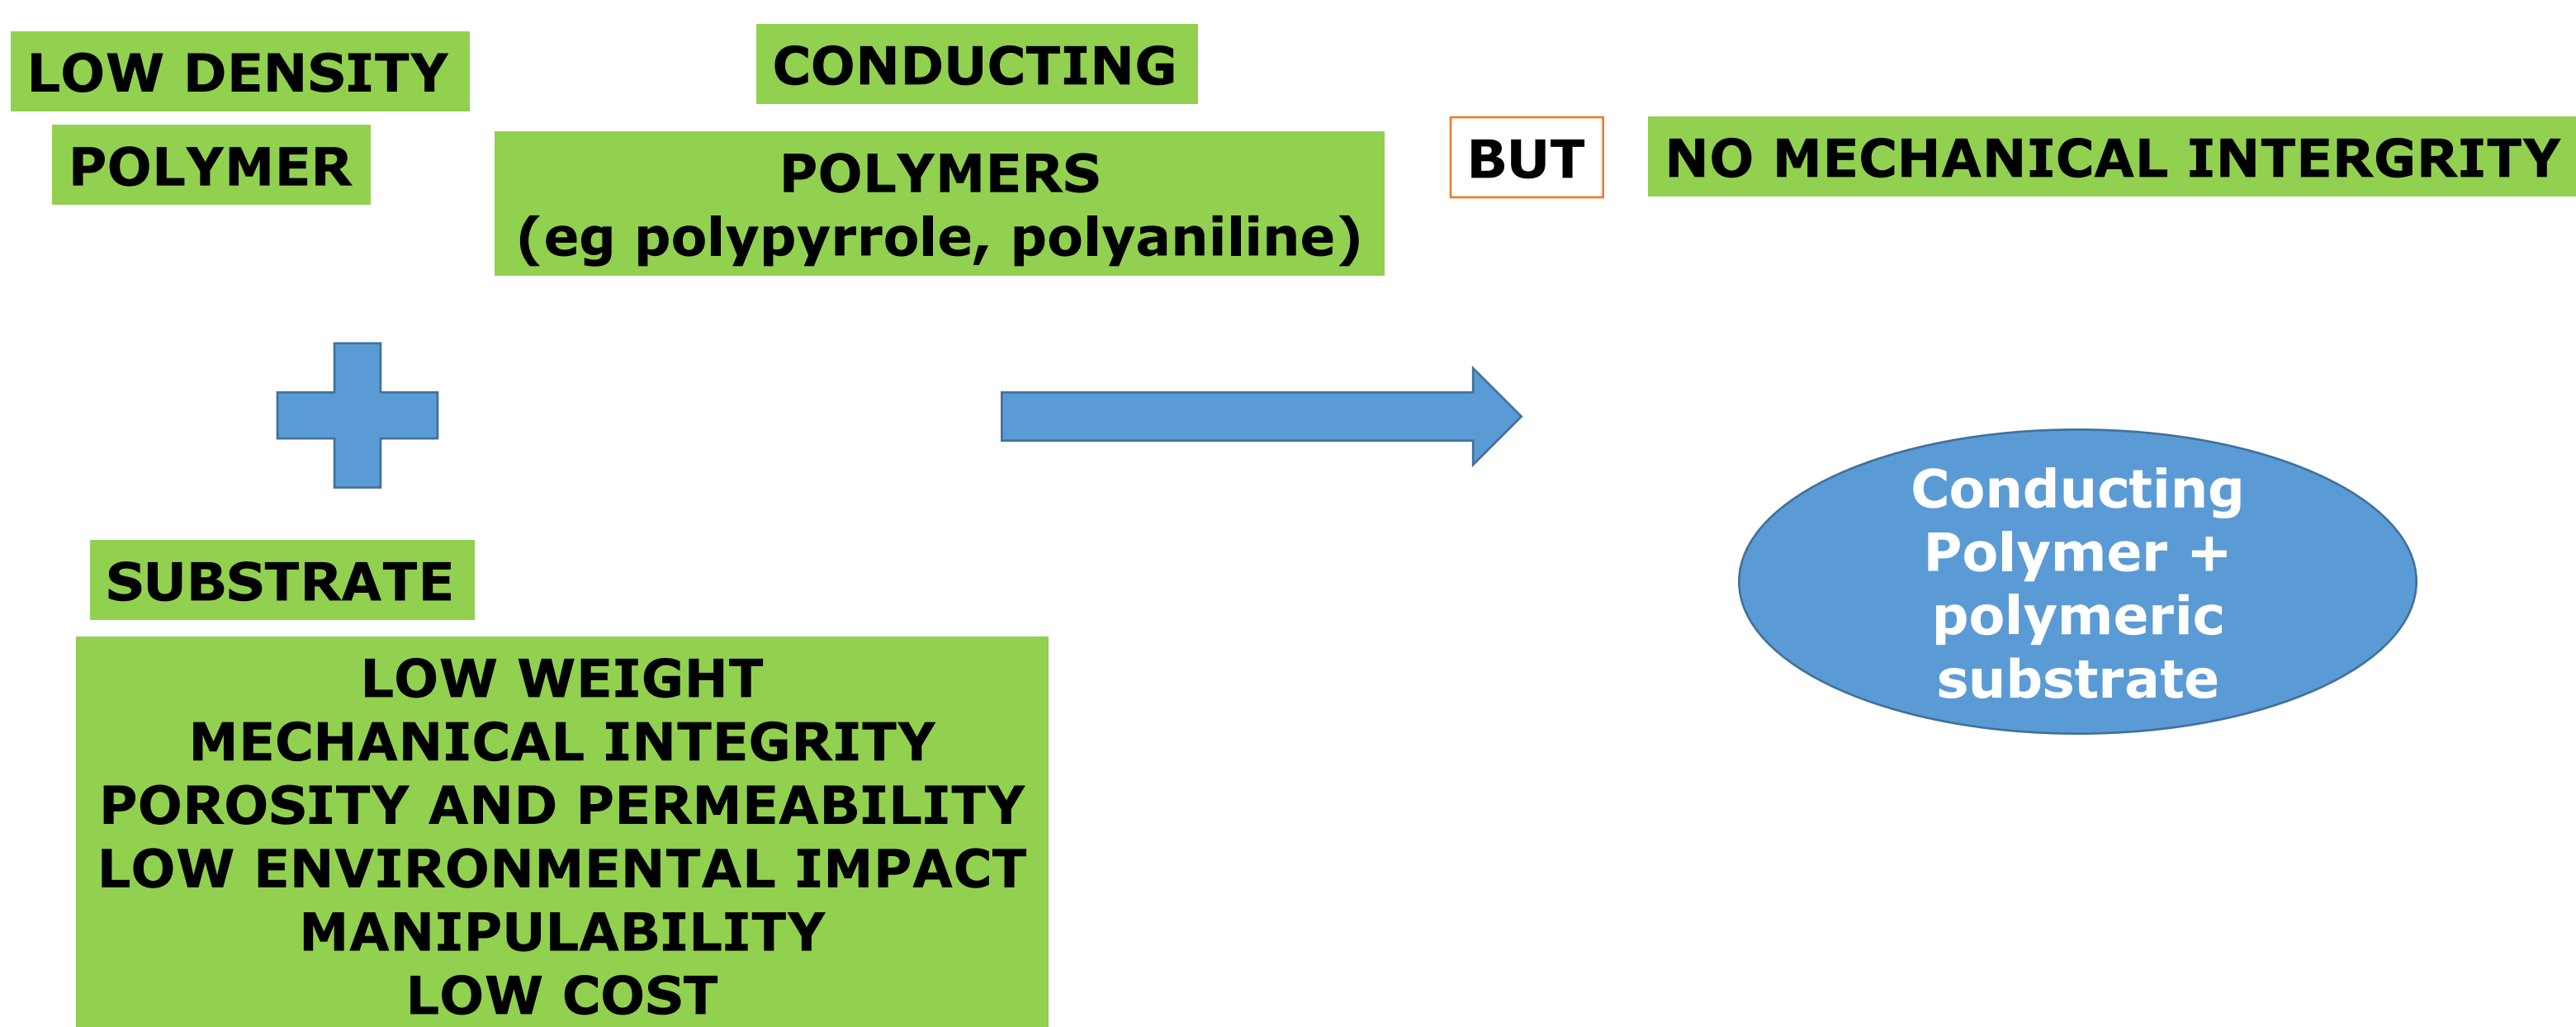 LOW DENSITY
POLYMER
CONDUCTING
POLYMERS
(eg polypyrrole, polyaniline)
BUT
NO MECHANICAL INTERGRITY
SUBSTRATE
LOW WEIGHT
MECHANICAL INTEGRITY
POROSITY AND PERMEABILITY
LOW ENVIRONMENTAL IMPACT
MANIPULABILITY
LOW COST
Conducting
Polymer +
polymeric
substrate